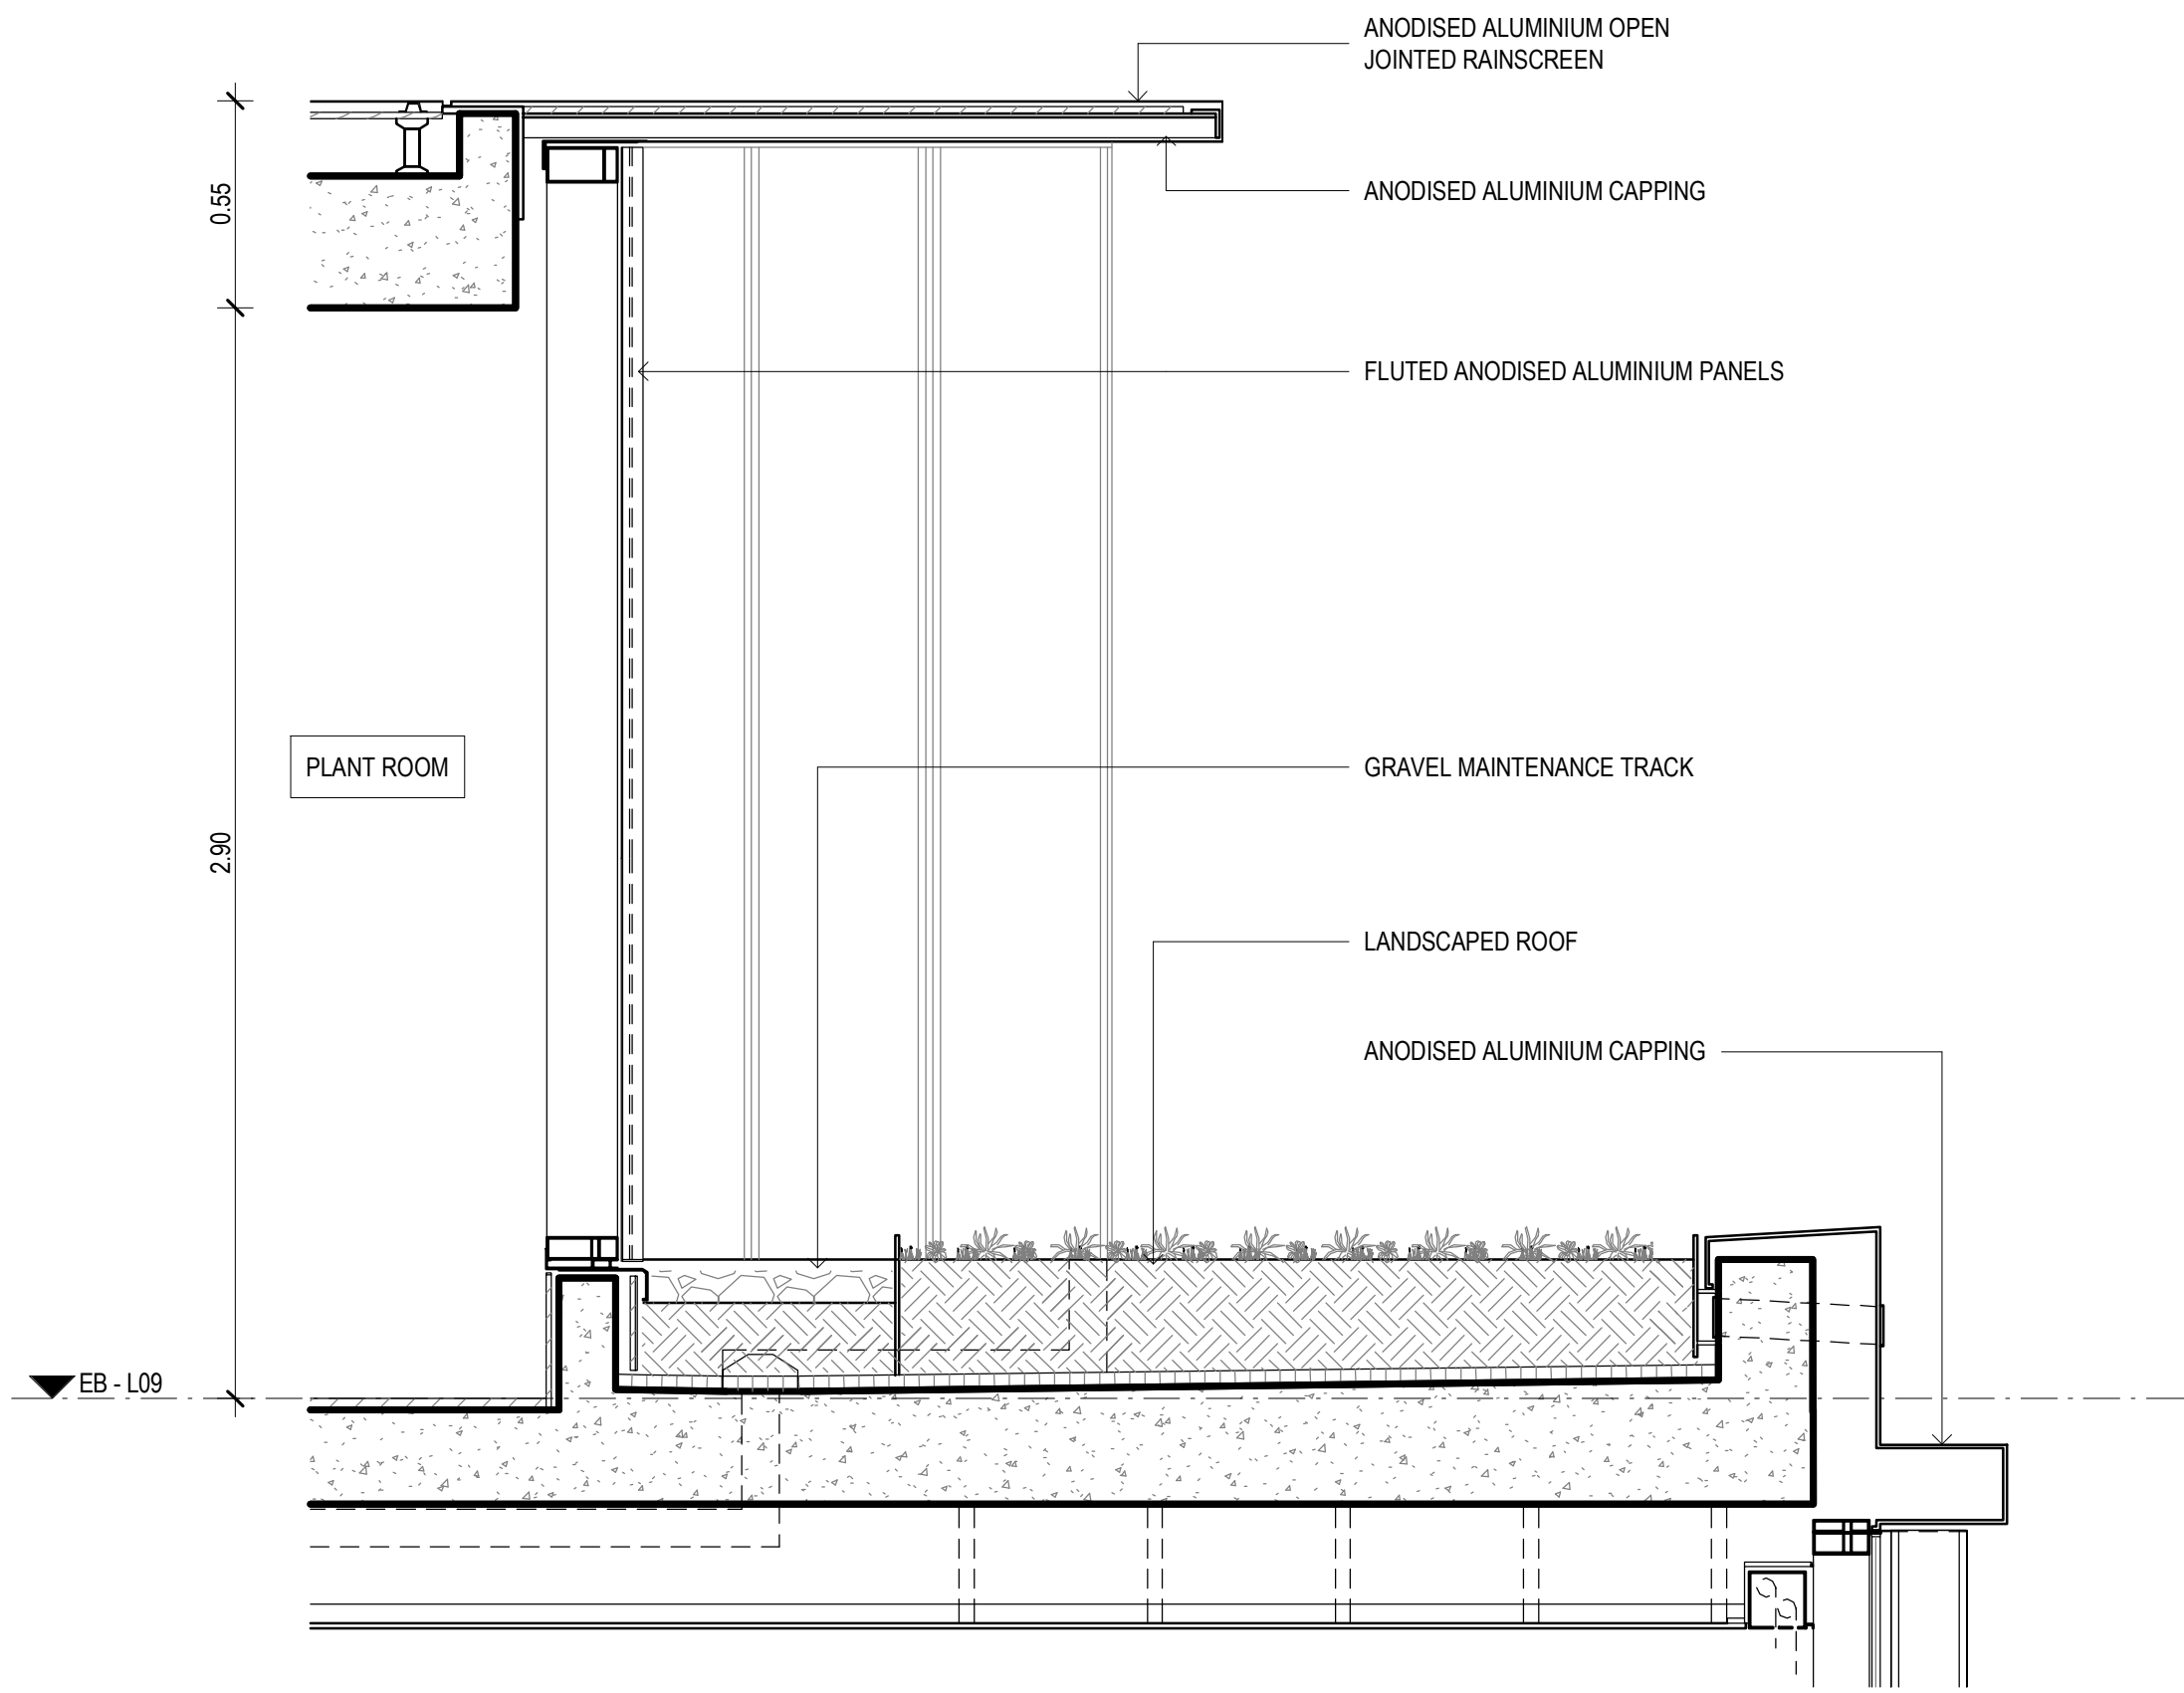 ANODISED ALUMINIUM OPEN
JOINTED RAINSCREEN
ANODISED ALUMINIUM CAPPING
0.55
FLUTED ANODISED ALUMINIUM PANELS
PLANT ROOM
GRAVEL MAINTENANCE TRACK
2.90
LANDSCAPED ROOF
ANODISED ALUMINIUM CAPPING
EB - L09